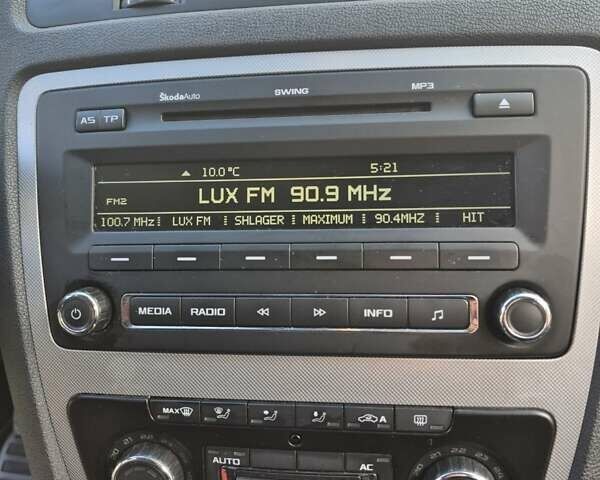 ŠkodaAuto SWING MP3
AS TP
10.0°C 5:21
FM2 LUX FM 90.9 MHz
100.7 MHz LUX FM SHLAGER MAXIMUM 90.4MHZ HIT
MEDIA RADIO INFO
MAX A
AUTO AC